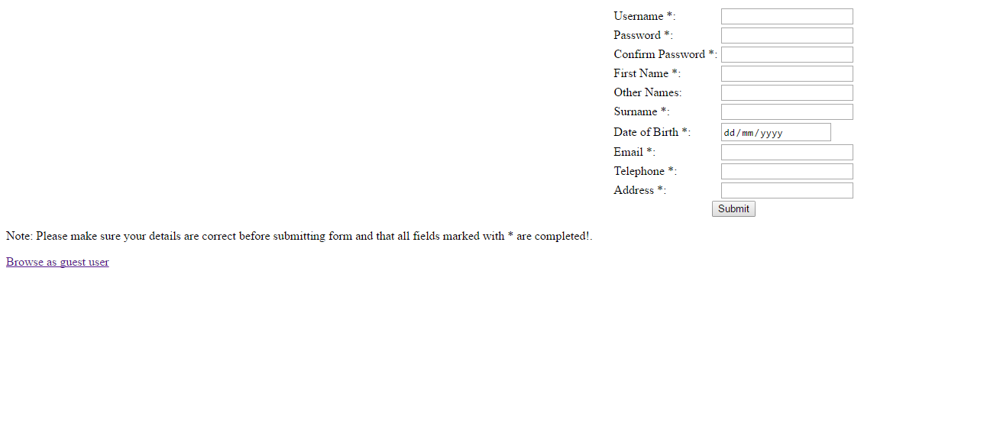 Username *:
Password *:
Confirm Password *:
First Name *:
Other Names:
Surname *:
Date of Birth *: dd/mm/yyyy
Email *:
Telephone *:
Address *:
Submit
Note: Please make sure your details are correct before submitting form and that all fields marked with * are completed!.
Browse as guest user